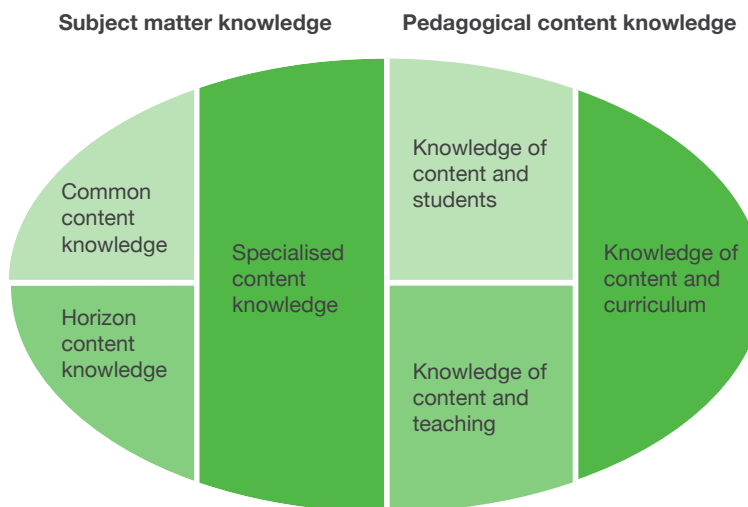 Subject matter knowledge
Pedagogical content knowledge
Common
content
knowledge
Horizon
content
knowledge
Specialised
content
knowledge
Knowledge of
content and
students
Knowledge of
content and
teaching
Knowledge of
content and
curriculum